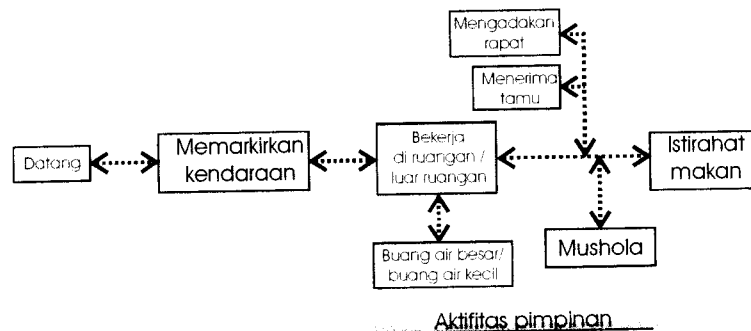 Mengadakan
rapat
Menerima
tamu
Datang
Memarkirkan
kendaraan
Bekerja
di ruangan /
luar ruangan
Istirahat
makan
Buang air besar/
buang air kecil
Mushola
Aktifitas pimpinan